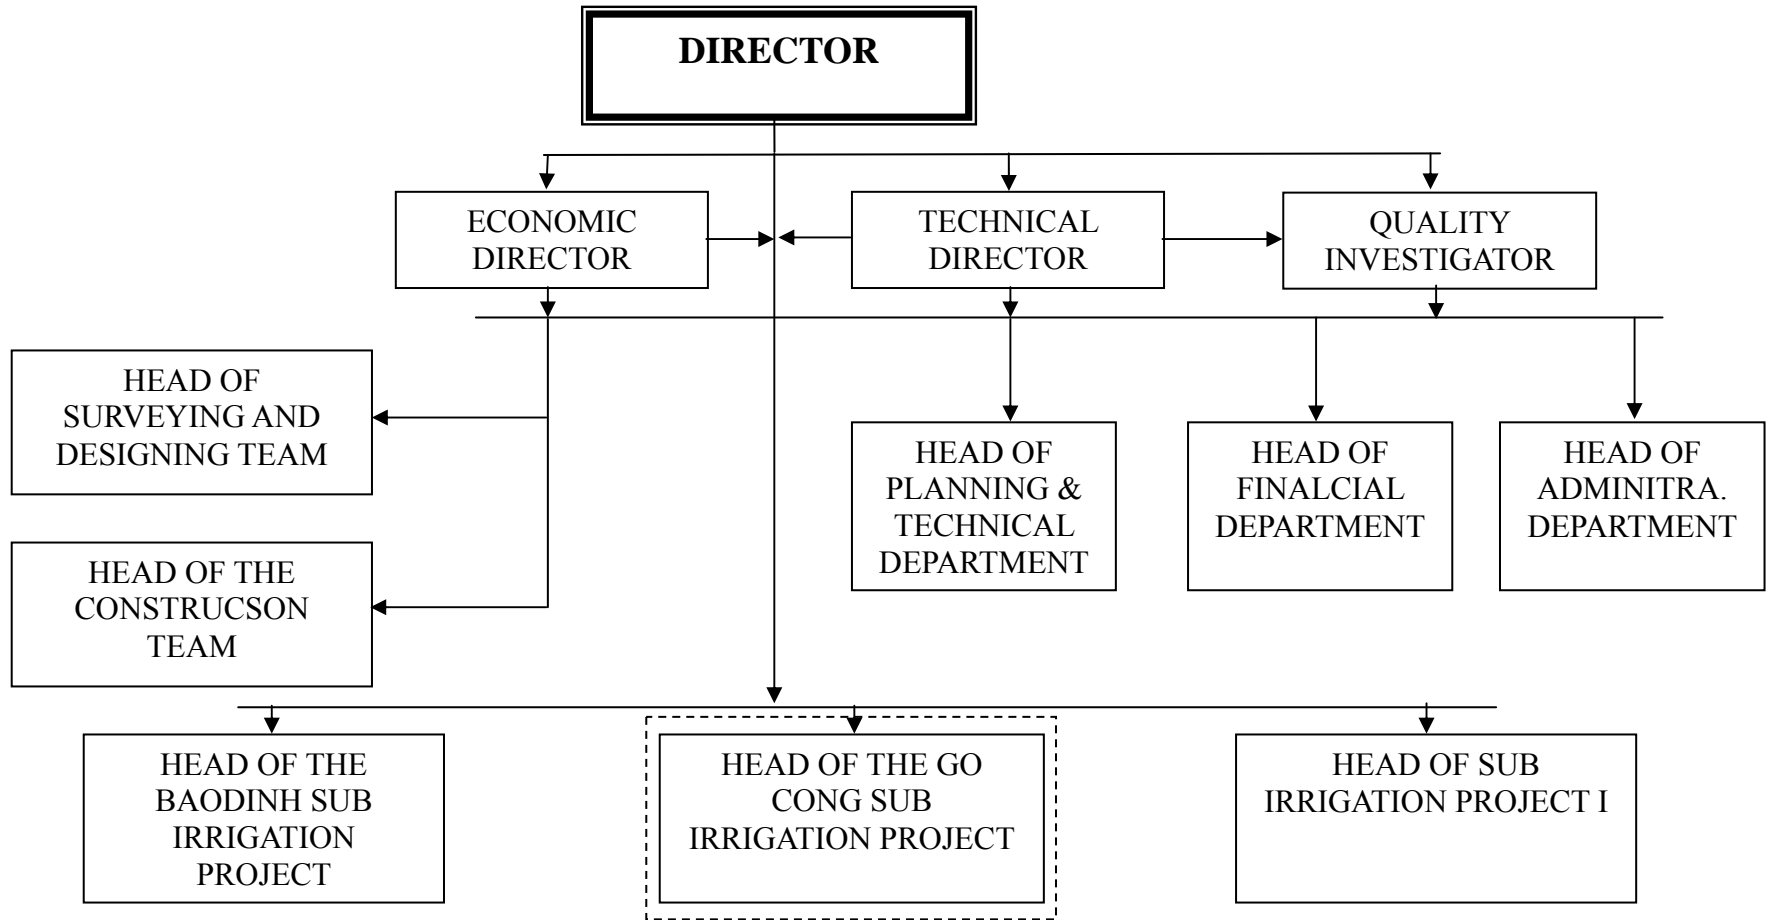 DIRECTOR
ECONOMIC
DIRECTOR
TECHNICAL
DIRECTOR
QUALITY
INVESTIGATOR
HEAD OF
SURVEYING AND
DESIGNING TEAM
HEAD OF
PLANNING &
TECHNICAL
DEPARTMENT
HEAD OF
FINALCIAL
DEPARTMENT
HEAD OF
ADMINITRA.
DEPARTMENT
HEAD OF THE
CONSTRUCSON
TEAM
HEAD OF THE
BAODINH SUB
IRRIGATION
PROJECT
HEAD OF THE GO
CONG SUB
IRRIGATION PROJECT
HEAD OF SUB
IRRIGATION PROJECT I